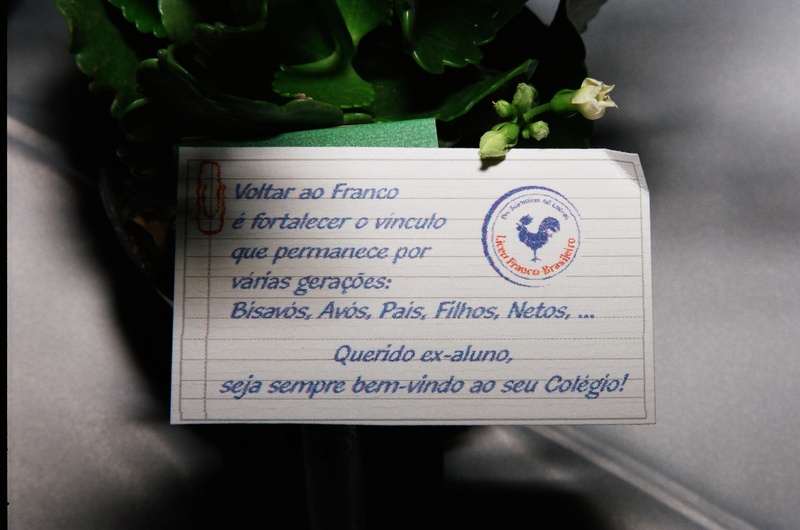 Voltar ao Franco
é fortalecer o vínculo
que permanece por
várias gerações:
Bisavós, Avós, Pais, Filhos, Netos, ...
Querido ex-aluno,
seja sempre bem-vindo ao seu Colégio!
Liceu Franco-Brasileiro